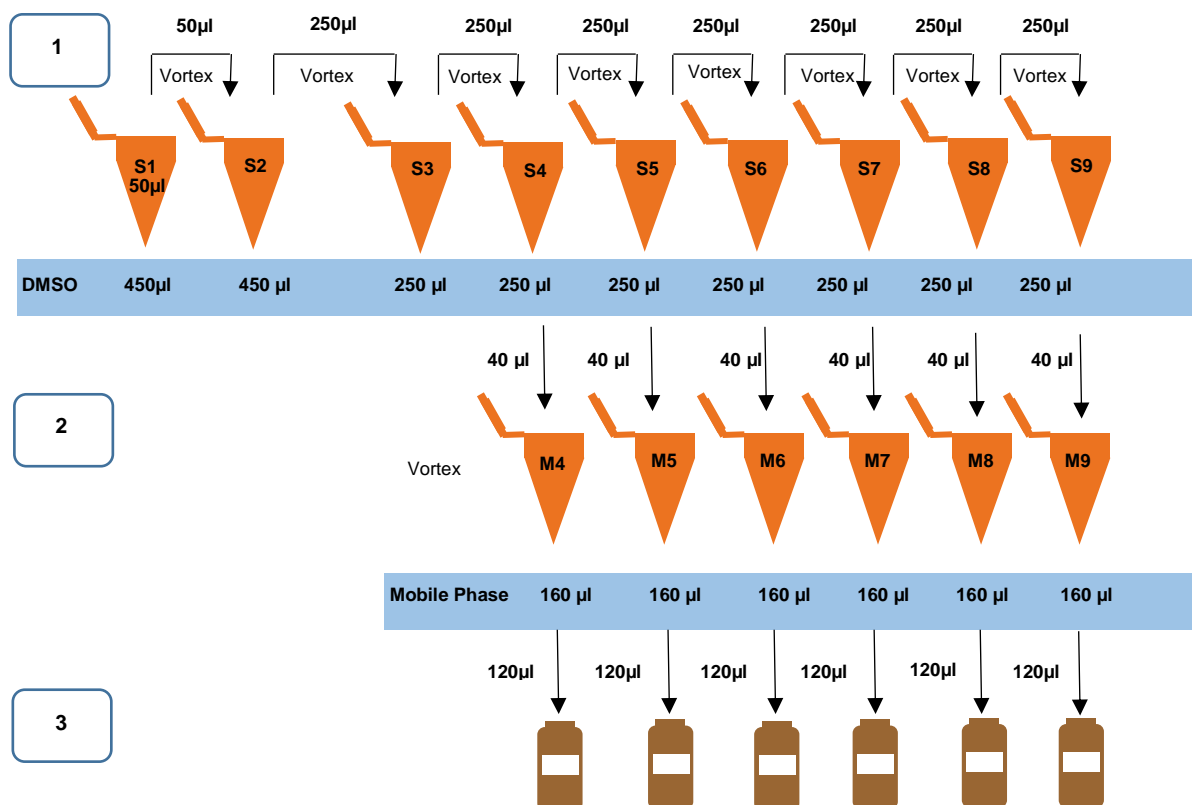 50µl 250µl 250µl 250µl 250µl 250µl 250µl 250µl
1
Vortex Vortex Vortex Vortex Vortex Vortex Vortex Vortex
S1 S2 S3 S4 S5 S6 S7 S8 S9
50µl
DMSO 450µl 450 µl 250 µl 250 µl 250 µl 250 µl 250 µl 250 µl 250 µl
40 µl 40 µl 40 µl 40 µl 40 µl 40 µl
2
Vortex M4 M5 M6 M7 M8 M9
Mobile Phase 160 µl 160 µl 160 µl 160 µl 160 µl 160 µl
120µl 120µl 120µl 120µl 120µl 120µl
3